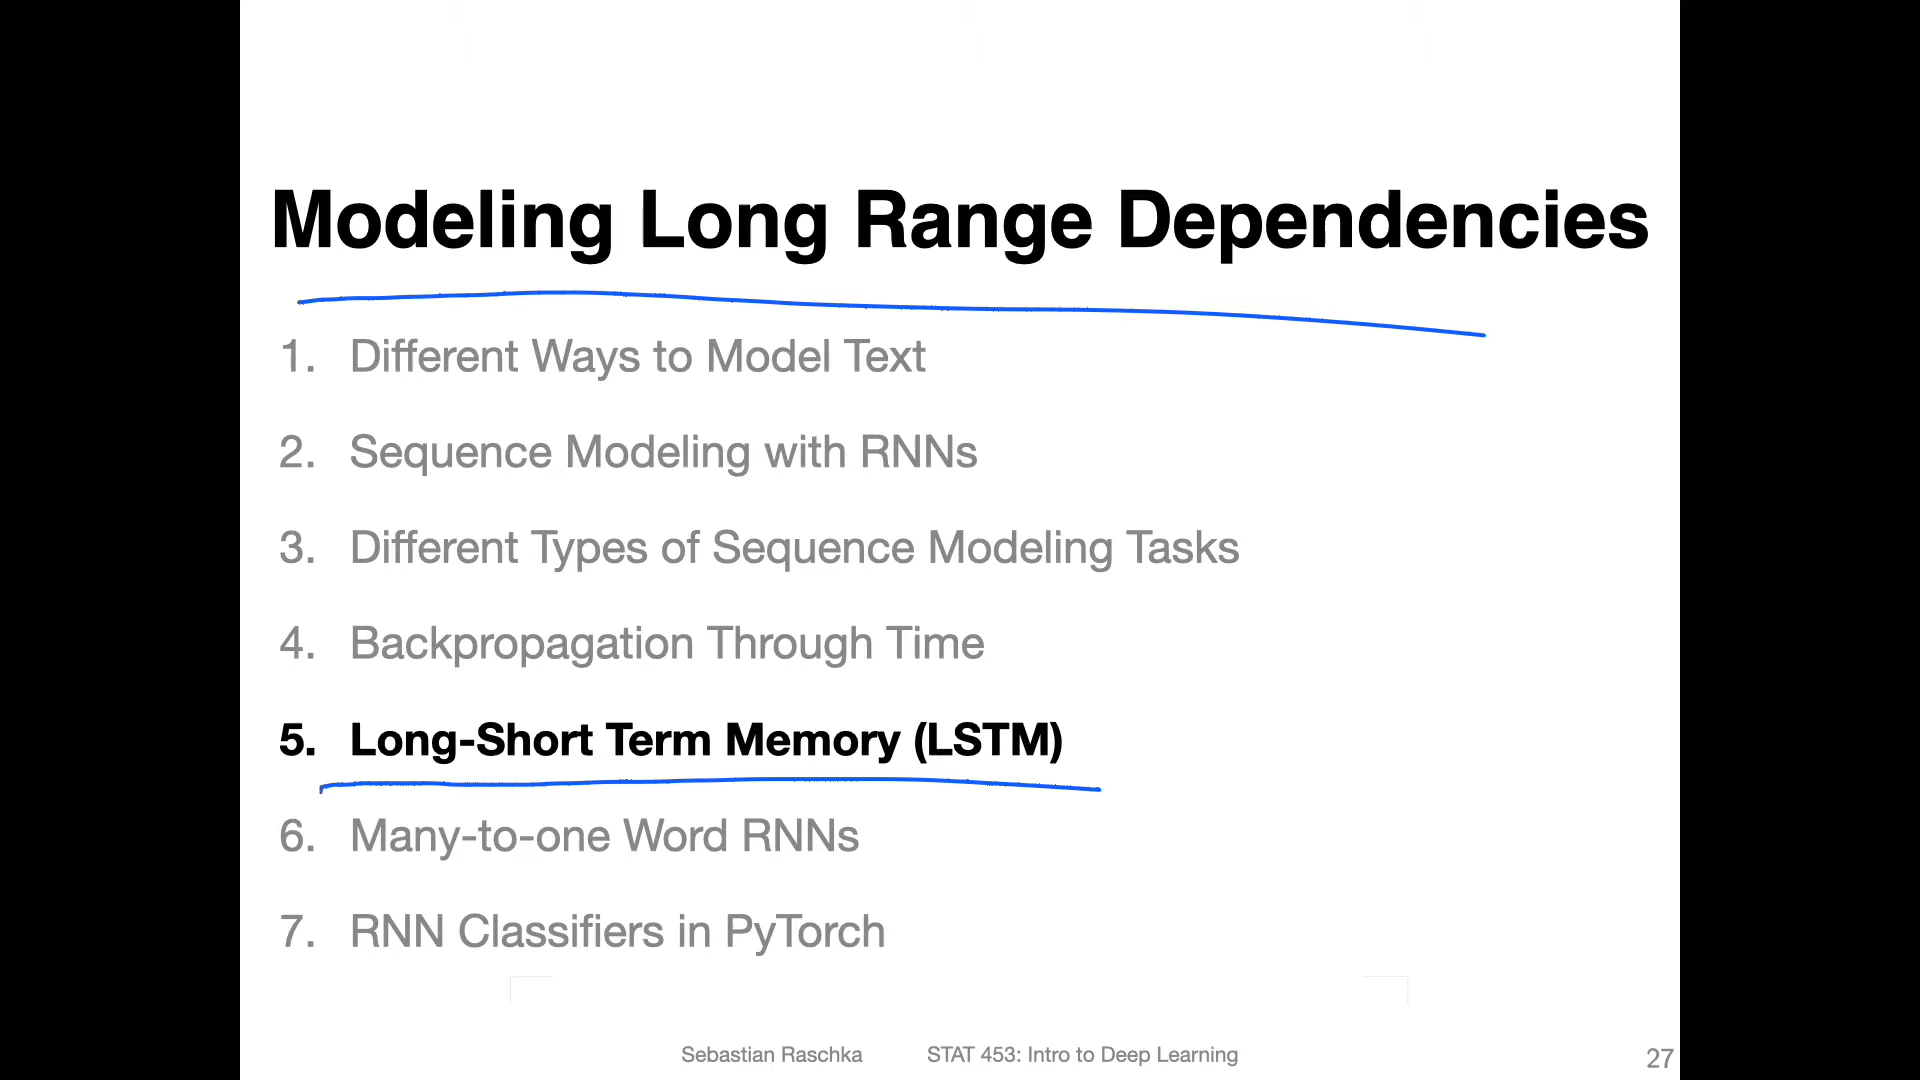 Modeling Long Range Dependencies
1. Different Ways to Model Text
2. Sequence Modeling with RNNs
3. Different Types of Sequence Modeling Tasks
4. Backpropagation Through Time
5. Long-Short Term Memory (LSTM)
6. Many-to-one Word RNNs
7. RNN Classifiers in PyTorch
Sebastian Raschka STAT 453: Intro to Deep Learning 27